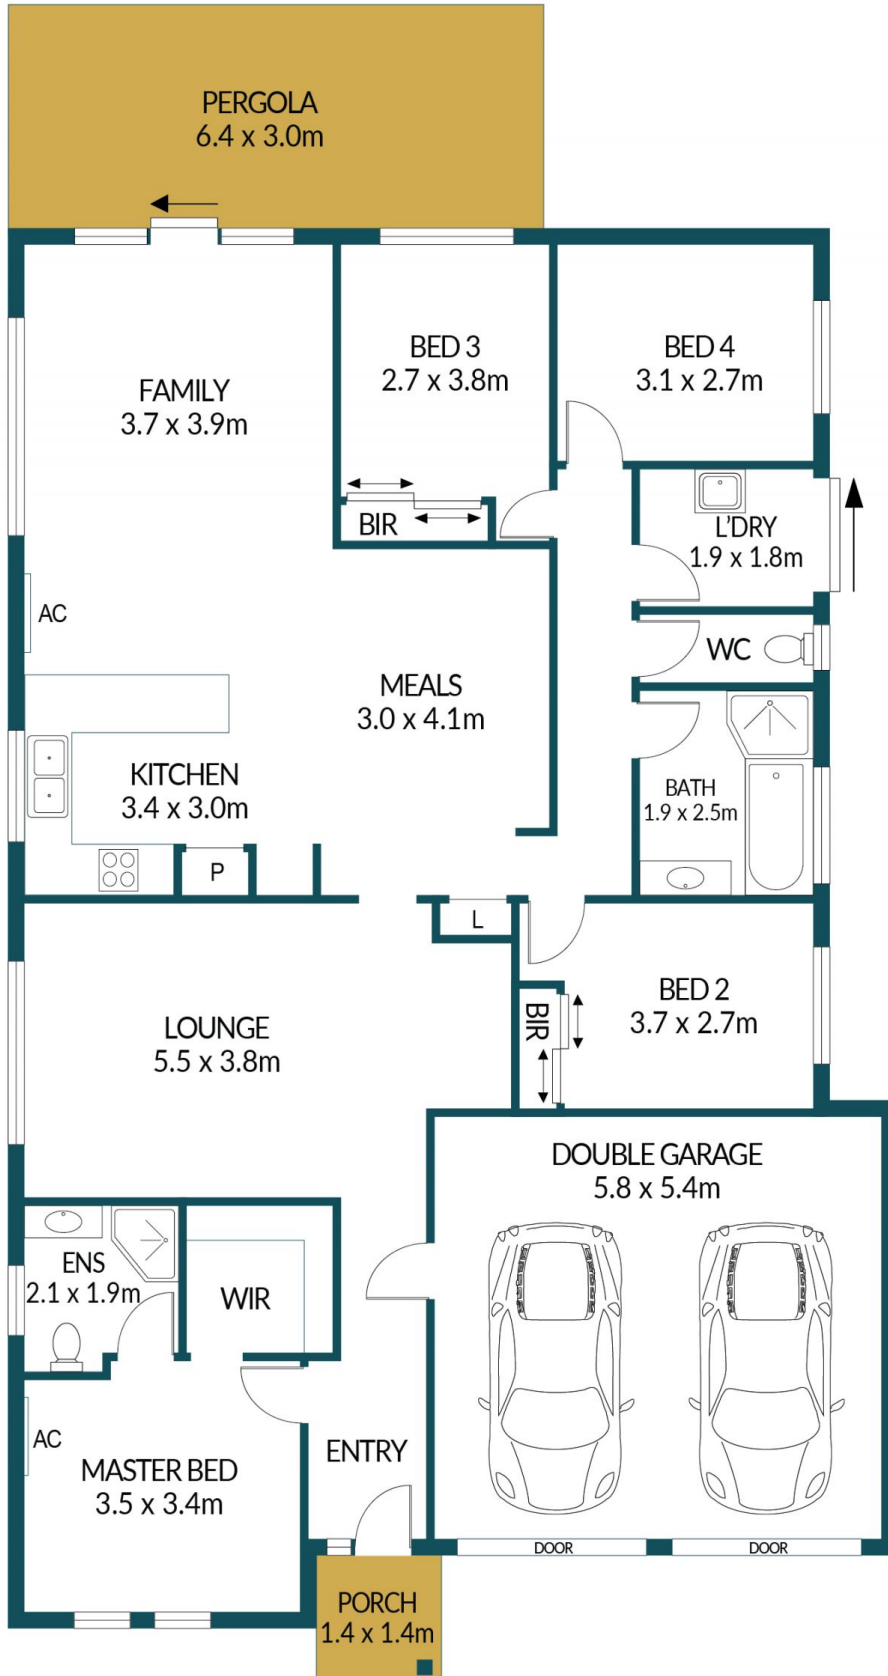 PERGOLA
6.4 x 3.0m
BED 3
2.7 x 3.8m
BED 4
3.1 x 2.7m
FAMILY
3.7 x 3.9m
BIR
L'DRY
1.9 x 1.8m
AC
WC
MEALS
3.0 x 4.1m
KITCHEN
3.4 x 3.0m
BATH
1.9 x 2.5m
P
L
BED 2
3.7 x 2.7m
BIR
LOUNGE
5.5 x 3.8m
DOUBLE GARAGE
5.8 x 5.4m
ENS
2.1 x 1.9m
WIR
AC
MASTER BED
3.5 x 3.4m
ENTRY
DOOR
DOOR
PORCH
1.4 x 1.4m